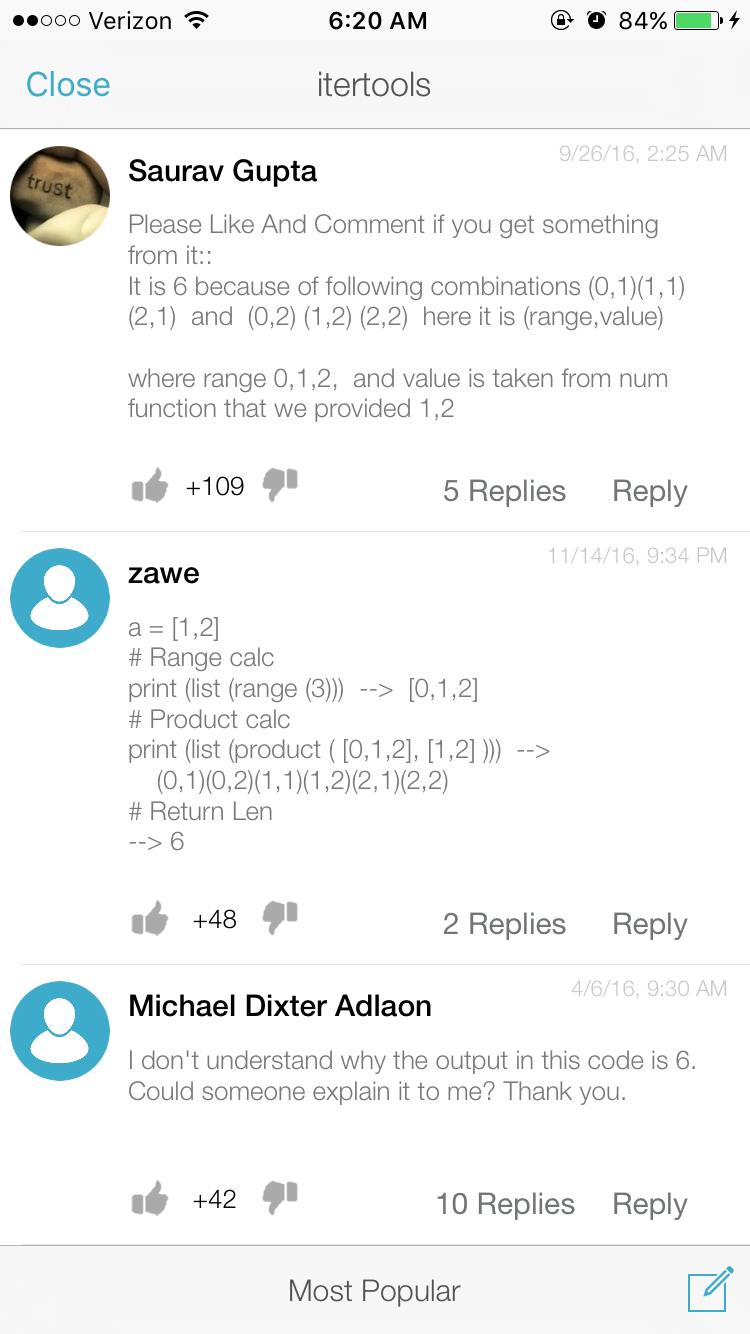 Verizon 6:20 AM 84%
Close itertools
9/26/16, 2:25 AM
trust
Saurav Gupta
Please Like And Comment if you get something
from it::
It is 6 because of following combinations (0,1)(1,1)
(2,1)  and  (0,2) (1,2) (2,2)  here it is (range,value)
where range 0,1,2,  and value is taken from num
function that we provided 1,2
+109 5 Replies Reply
11/14/16, 9:34 PM
zawe
a = [1,2]
# Range calc
print (list (range (3)))  -->  [0,1,2]
# Product calc
print (list (product ( [0,1,2], [1,2] )))  -->
(0,1)(0,2)(1,1)(1,2)(2,1)(2,2)
# Return Len
--> 6
+48 2 Replies Reply
4/6/16, 9:30 AM
Michael Dixter Adlaon
I don't understand why the output in this code is 6.
Could someone explain it to me? Thank you.
+42 10 Replies Reply
Most Popular